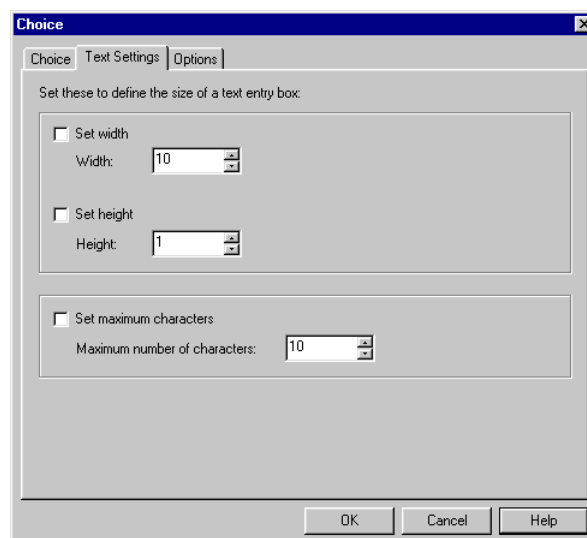 Choice
Choice Text Settings Options
Set these to define the size of a text entry box:
Set width
Width: 10
Set height
Height: 1
Set maximum characters
Maximum number of characters: 10
OK Cancel Help